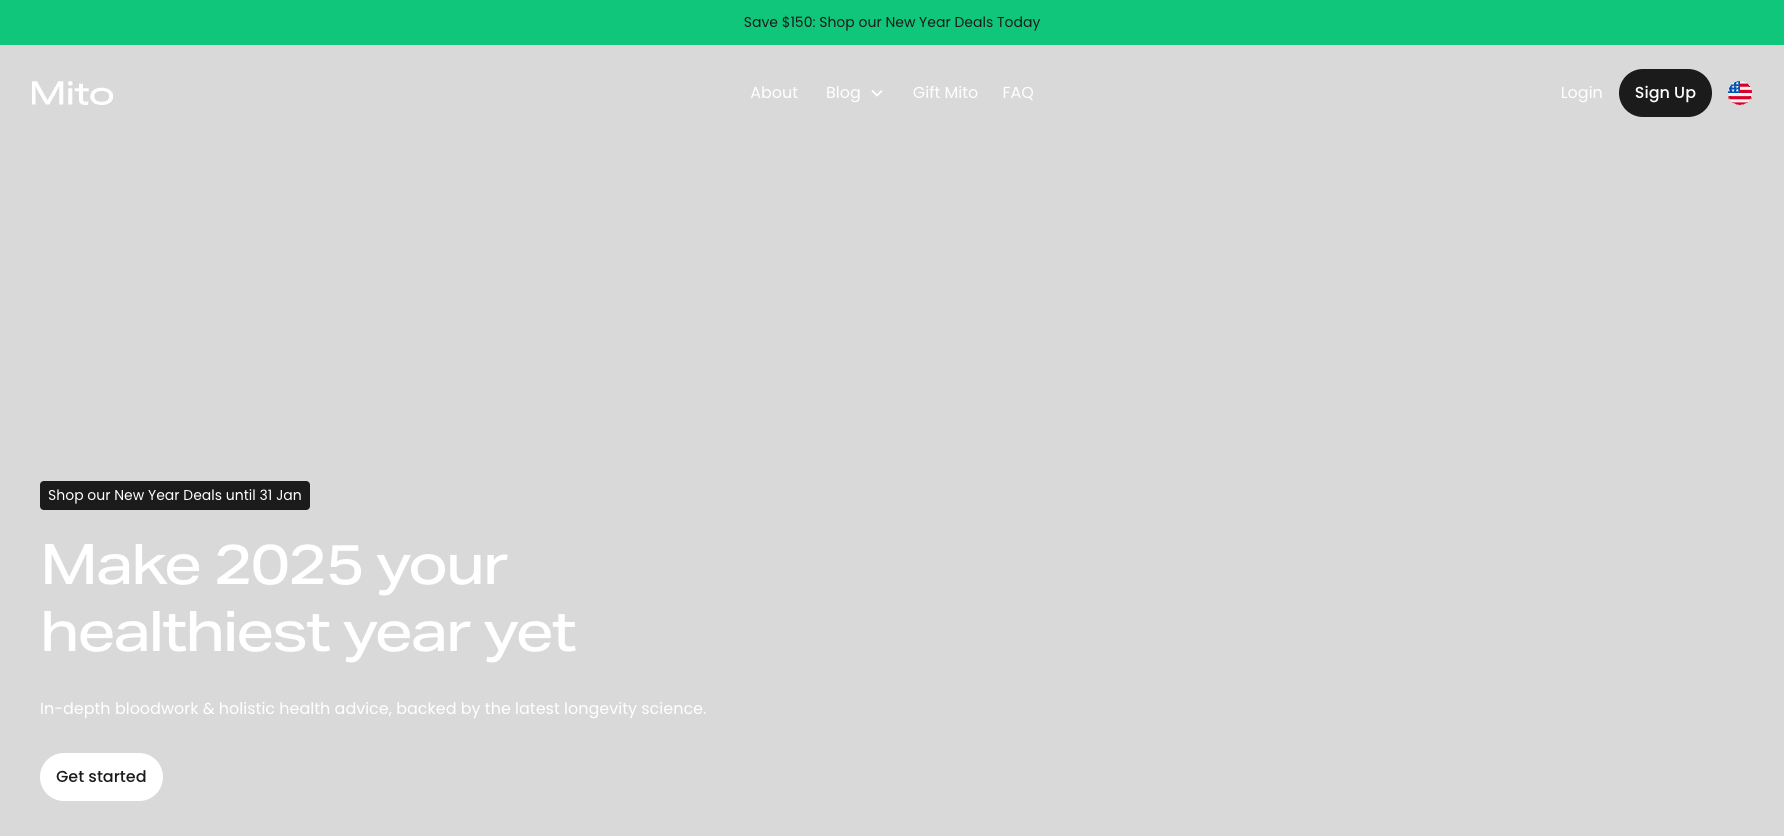 Save $150: Shop our New Year Deals Today
Mito
About
Blog
Gift Mito
FAQ
Login
Sign Up
Shop our New Year Deals until 31 Jan
Make 2025 your
healthiest year yet
In-depth bloodwork & holistic health advice, backed by the latest longevity science.
Get started